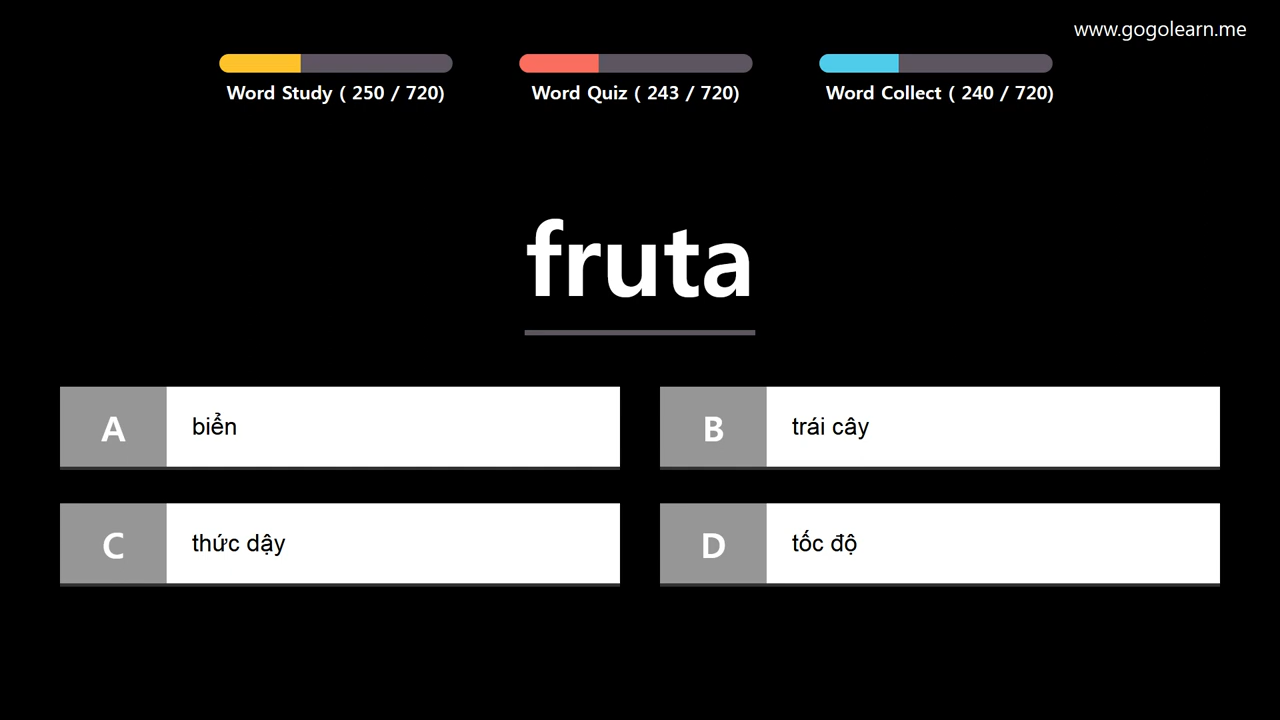 www.gogolearn.me
Word Study ( 250 / 720)
Word Quiz ( 243 / 720)
Word Collect ( 240 / 720)
fruta
A biển
B trái cây
C thức dậy
D tốc độ